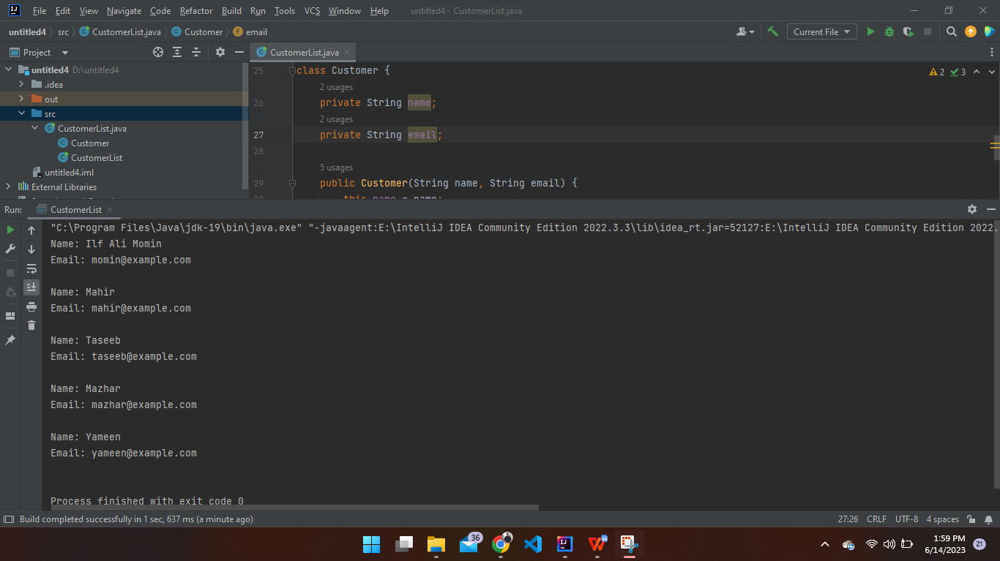 File Edit View Navigate Code Refactor Build Run Tools VCS Window Help untitled4 - CustomerList.java
untitled4 src CustomerList.java Customer email Current File
Project CustomerList.java
untitled4 D:\untitled4
.idea
out
src
CustomerList.java
Customer
CustomerList
untitled4.iml
External Libraries
25 class Customer {
2 3
2 usages
26 private String name;
2 usages
27 private String email;
28
5 usages
29 public Customer(String name, String email) {
this.name = name;
Run: CustomerList
"C:\Program Files\Java\jdk-19\bin\java.exe" "-javaagent:E:\IntelliJ IDEA Community Edition 2022.3.3\lib\idea_rt.jar=52127:E:\IntelliJ IDEA Community Edition 2022.
Name: Ilf Ali Momin
Email: momin@example.com
Name: Mahir
Email: mahir@example.com
Name: Taseeb
Email: taseeb@example.com
Name: Mazhar
Email: mazhar@example.com
Name: Yameen
Email: yameen@example.com
Process finished with exit code 0
Build completed successfully in 1 sec, 637 ms (a minute ago) 27:26 CRLF UTF-8 4 spaces
36
1:59 PM
6/14/2023
21